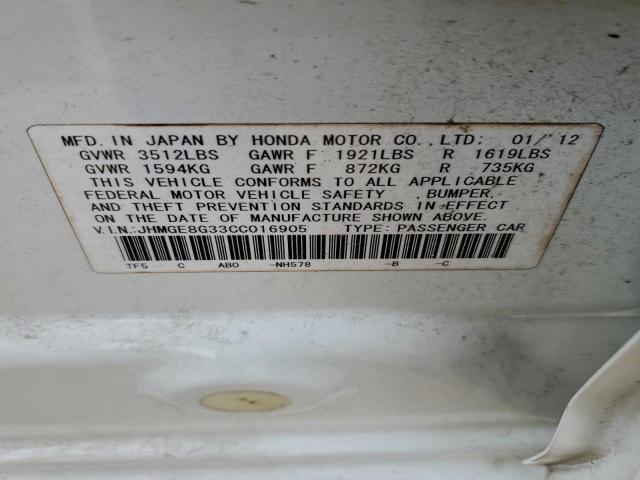 MFD. IN JAPAN BY HONDA MOTOR CO., LTD; 01/12
GVWR 3512LBS GAWR F 1921LBS R 1619LBS
GVWR 1594KG GAWR F 872KG R 735KG
THIS VEHICLE CONFORMS TO ALL APPLICABLE
FEDERAL MOTOR VEHICLE SAFETY, BUMPER,
AND THEFT PREVENTION STANDARDS IN EFFECT
ON THE DATE OF MANUFACTURE SHOWN ABOVE.
V.I.N.:JHMGE8G33CC016905 TYPE: PASSENGER CAR
TF5 C AB0 -NH578 -B -C